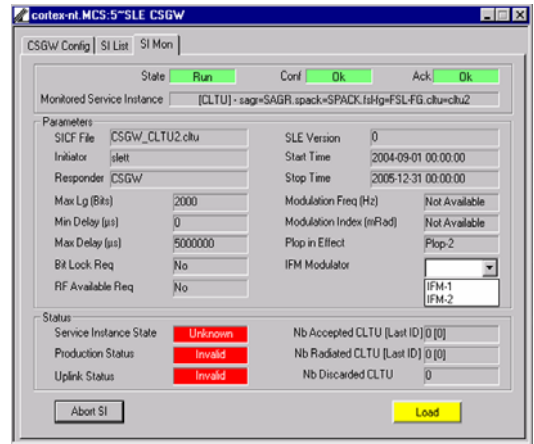 cortex-nt.MCS:5~SLE CSGW
CSGW Config SI List SI Mon
State Run Conf Ok Ack Ok
Monitored Service Instance [CLTU] - sagr=SAGR.spack=SPACK.fsl-fg=FSL-FG.cltu=cltu2
Parameters
SICF File CSGW_CLTU2.cltu SLE Version 0
Initiator slett Start Time 2004-09-01 00:00:00
Responder CSGW Stop Time 2005-12-31 00:00:00
Max Lg (Bits) 2000 Modulation Freq (Hz) Not Available
Min Delay (µs) 0 Modulation Index (mRad) Not Available
Max Delay (µs) 5000000 Plop in Effect Plop-2
Bit Lock Req No IFM Modulator
RF Available Req No IFM-1
IFM-2
Status
Service Instance State Unknown Nb Accepted CLTU [Last ID] 0 [0]
Production Status Invalid Nb Radiated CLTU [Last ID] 0 [0]
Uplink Status Invalid Nb Discarded CLTU 0
Abort SI Load